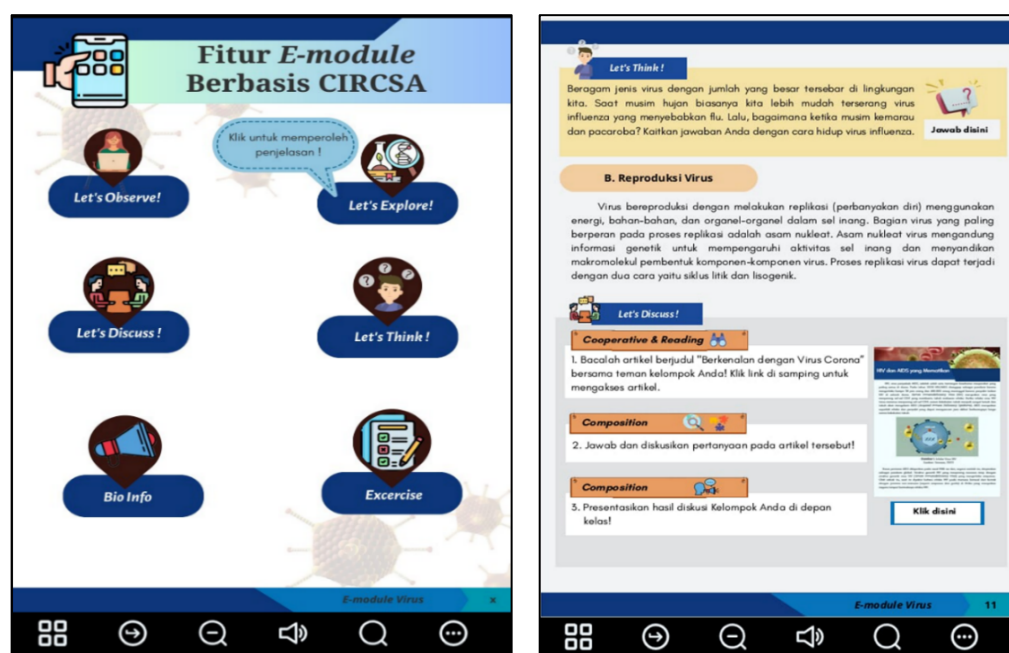 Fitur E-module
Berbasis CIRCSA
Klik untuk memperoleh
penjelasan !
Let's Observe!
Let's Explore!
Let's Discuss !
Let's Think !
Bio Info
Excercise
E-module Virus
x
Let's Think !
Beragam jenis virus dengan jumlah yang besar tersebar di lingkungan
kita. Saat musim hujan biasanya kita lebih mudah terserang virus
influenza yang menyebabkan flu. Lalu, bagaimana ketika musim kemarau
dan pacaroba? Kaitkan jawaban Anda dengan cara hidup virus influenza.
Jawab disini
B. Reproduksi Virus
Virus bereproduksi dengan melakukan replikasi (perbanyakan diri) menggunakan
energi, bahan-bahan, dan organel-organel dalam sel inang. Bagian virus yang paling
berperan pada proses replikasi adalah asam nukleat. Asam nukleat virus mengandung
informasi genetik untuk mempengaruhi aktivitas sel inang dan menyandikan
makromolekul pembentuk komponen-komponen virus. Proses replikasi virus dapat terjadi
dengan dua cara yaitu siklus litik dan lisogenik.
Let's Discuss !
Cooperative & Reading
1. Bacalah artikel berjudul "Berkenalan dengan Virus Corona"
bersama teman kelompok Anda! Klik link di samping untuk
mengakses artikel.
Composition
2. Jawab dan diskusikan pertanyaan pada artikel tersebut!
Composition
3. Presentasikan hasil diskusi Kelompok Anda di depan
kelas!
HIV dan AIDS yang Mematikan
Klik disini
E-module Virus
11